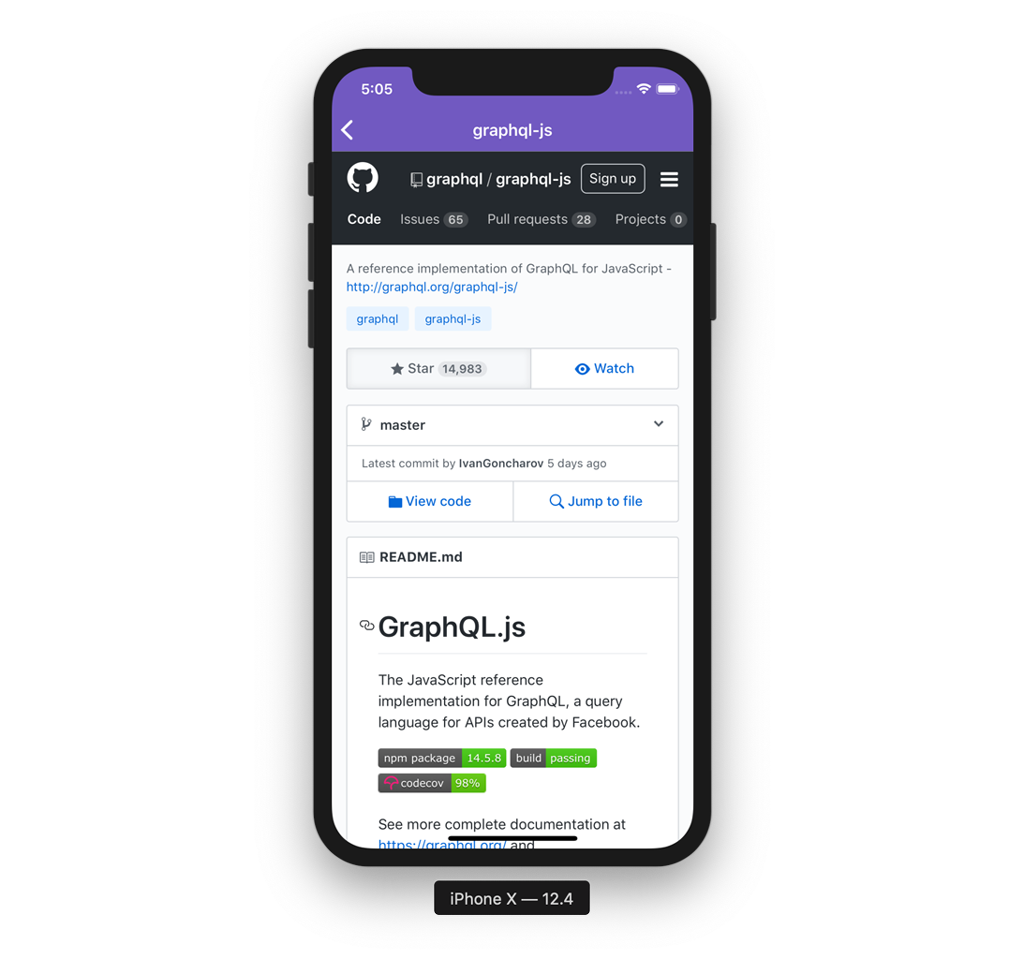 5:05
graphql-js
graphql / graphql-js Sign up
Code Issues 65 Pull requests 28 Projects 0
A reference implementation of GraphQL for JavaScript -
http://graphql.org/graphql-js/
graphql graphql-js
Star 14,983 Watch
master
Latest commit by IvanGoncharov 5 days ago
View code Jump to file
README.md
GraphQL.js
The JavaScript reference
implementation for GraphQL, a query
language for APIs created by Facebook.
npm package 14.5.8 build passing
codecov 98%
See more complete documentation at
https://graphql.org/ and
iPhone X — 12.4